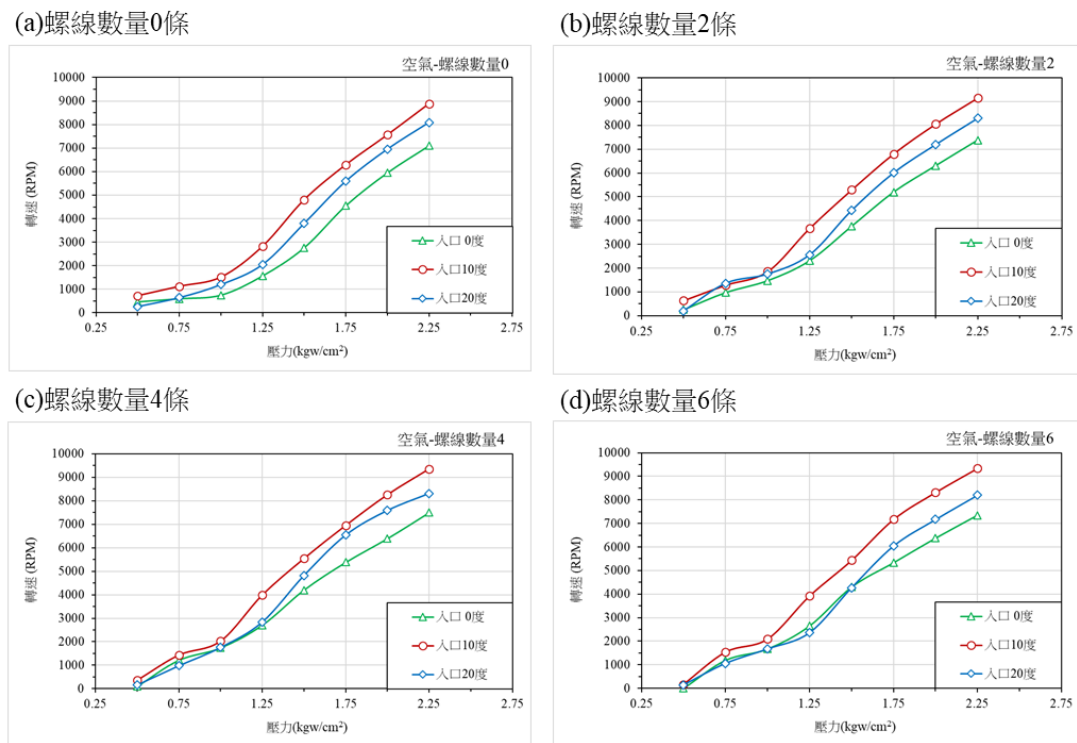 (a)螺線數量0條
空氣-螺線數量0
10000
9000
8000
7000
6000
5000
4000
3000
2000
1000
0
轉速 (RPM)
入口 0度
入口10度
入口20度
0.25 0.75 1.25 1.75 2.25 2.75
壓力(kgw/cm²)
(b)螺線數量2條
空氣-螺線數量2
10000
9000
8000
7000
6000
5000
4000
3000
2000
1000
0
轉速 (RPM)
入口 0度
入口10度
入口20度
0.25 0.75 1.25 1.75 2.25 2.75
壓力(kgw/cm²)
(c)螺線數量4條
空氣-螺線數量4
10000
9000
8000
7000
6000
5000
4000
3000
2000
1000
0
轉速 (RPM)
入口 0度
入口10度
入口20度
0.25 0.75 1.25 1.75 2.25 2.75
壓力(kgw/cm²)
(d)螺線數量6條
空氣-螺線數量6
10000
9000
8000
7000
6000
5000
4000
3000
2000
1000
0
轉速 (RPM)
入口 0度
入口10度
入口20度
0.25 0.75 1.25 1.75 2.25 2.75
壓力(kgw/cm²)